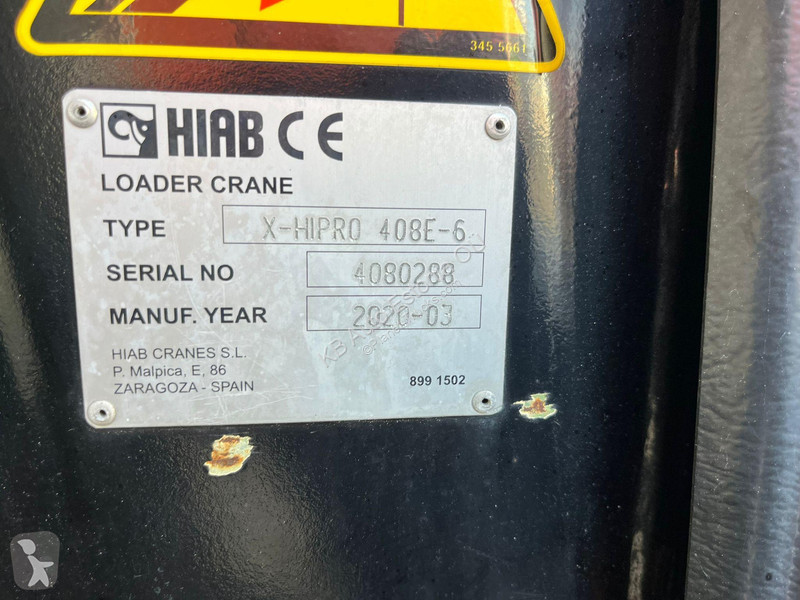 345 5661
HIAB CE
LOADER CRANE
TYPE X-HIPRO 408E-6
SERIAL NO 4080288
MANUF. YEAR 2020-03
HIAB CRANES S.L.
P. Malpica, E, 86
ZARAGOZA - SPAIN
899 1502